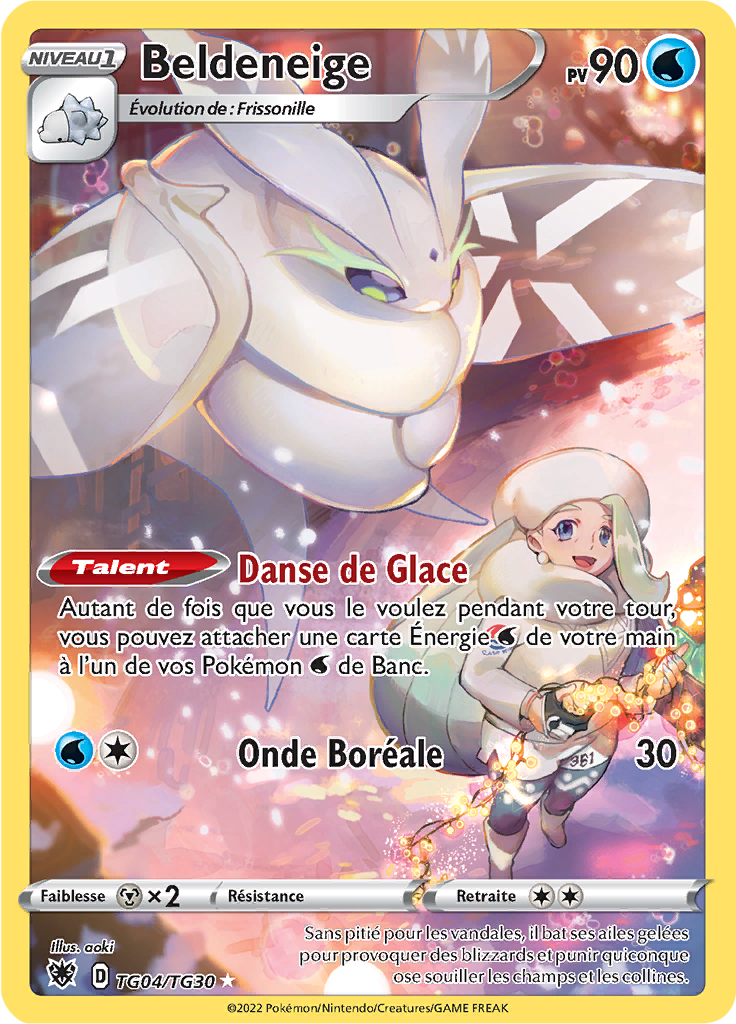 NIVEAU 1
Beldeneige
PV 90
Évolution de : Frissonille
Talent
Danse de Glace
Autant de fois que vous le voulez pendant votre tour,
vous pouvez attacher une carte Énergie de votre main
à l'un de vos Pokémon de Banc.
Onde Boréale 30
361
Faiblesse ×2 Résistance Retraite
Illus. aoki
D TG04/TG30 ★
Sans pitié pour les vandales, il bat ses ailes gelées
pour provoquer des blizzards et punir quiconque
ose souiller les champs et les collines.
©2022 Pokémon/Nintendo/Creatures/GAME FREAK